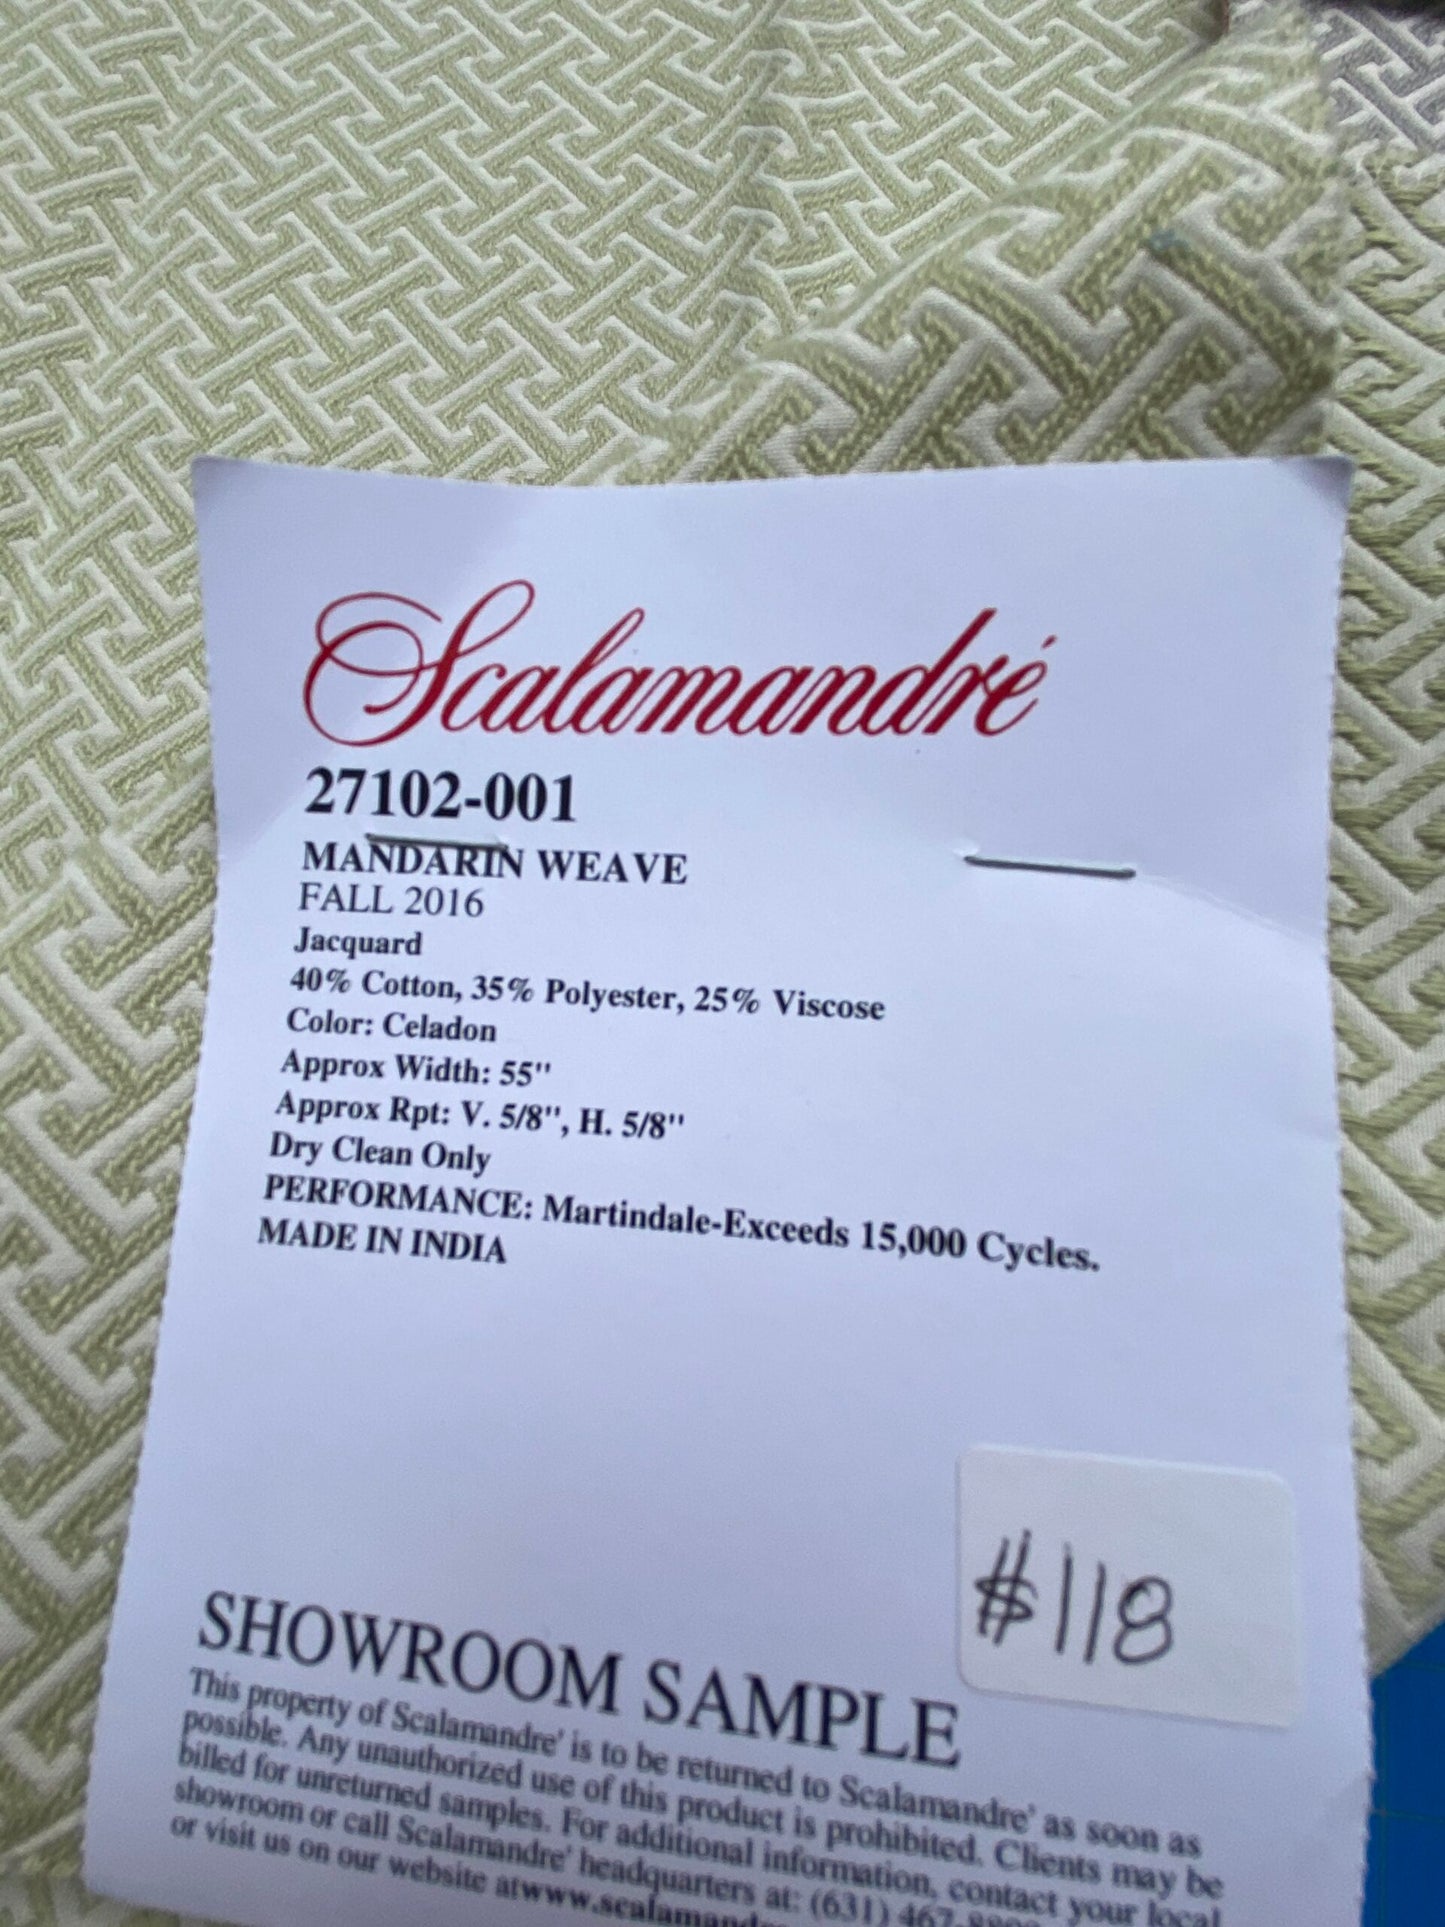 Scalamandré
27102-001
MANDARIN WEAVE
FALL 2016
Jacquard
40% Cotton, 35% Polyester, 25% Viscose
Color: Celadon
Approx Width: 55"
Approx Rpt: V. 5/8", H. 5/8"
Dry Clean Only
PERFORMANCE: Martindale-Exceeds 15,000 Cycles.
MADE IN INDIA
$118
SHOWROOM SAMPLE
This property of Scalamandre' is to be returned to Scalamandre' as soon as
possible. Any unauthorized use of this product is prohibited. Clients may be
billed for unreturned samples. For additional information, contact your local
showroom or call Scalamandre' headquarters at: (631) 467-
or visit us on our website at